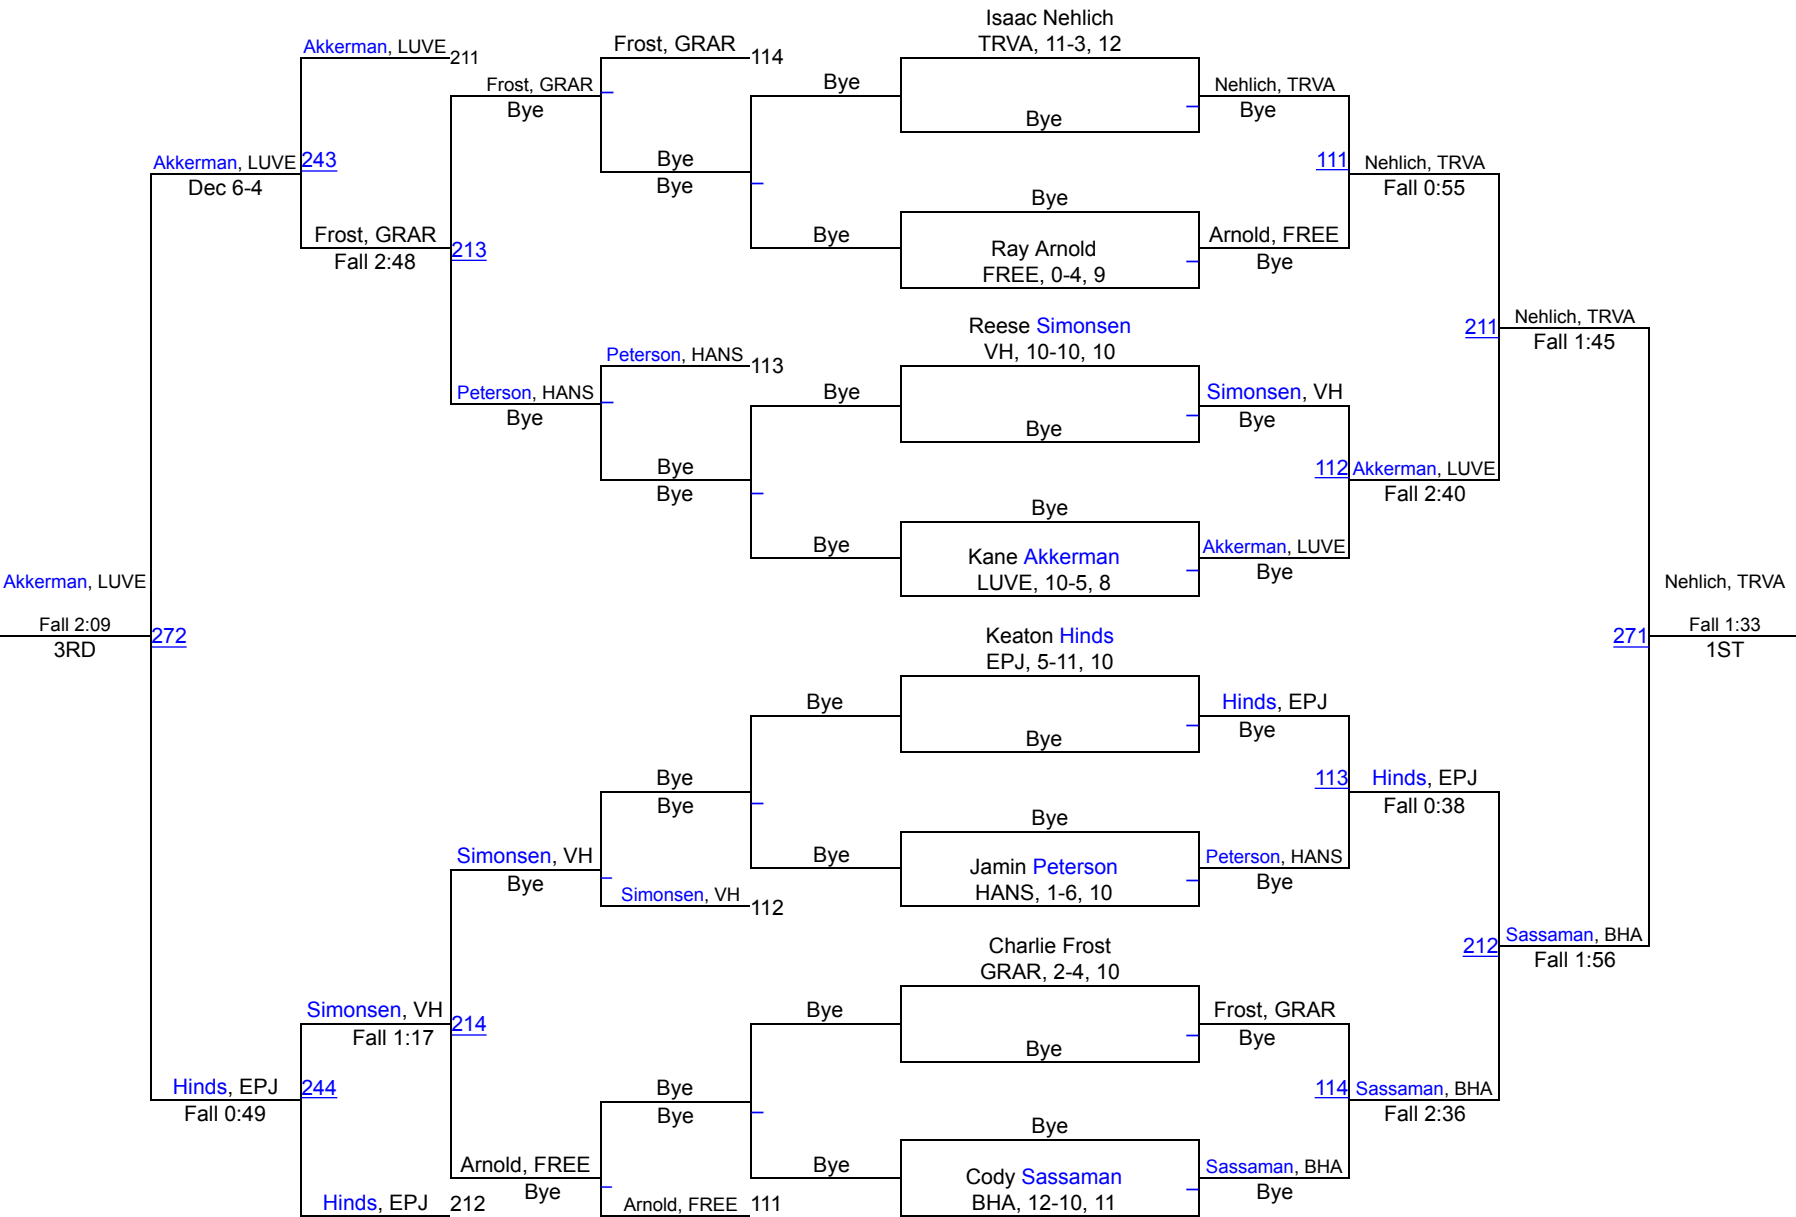 Isaac Nehlich
TRVA, 11-3, 12
Akkerman, LUVE 211
Frost, GRAR 114
Frost, GRAR
Bye
Bye
Bye
Nehlich, TRVA
Bye
Akkerman, LUVE 243
Dec 6-4
Bye
Bye
111 Nehlich, TRVA
Fall 0:55
Bye
Frost, GRAR
Fall 2:48
213
Bye
Ray Arnold
FREE, 0-4, 9
Arnold, FREE
Bye
Reese Simonsen
VH, 10-10, 10
211 Nehlich, TRVA
Fall 1:45
Peterson, HANS 113
Peterson, HANS
Bye
Bye
Bye
Simonsen, VH
Bye
Bye
Bye
112 Akkerman, LUVE
Fall 2:40
Bye
Bye
Kane Akkerman
LUVE, 10-5, 8
Akkerman, LUVE
Bye
Akkerman, LUVE
Fall 2:09
3RD
272
Nehlich, TRVA
271 Fall 1:33
1ST
Keaton Hinds
EPJ, 5-11, 10
Bye
Bye
Hinds, EPJ
Bye
Bye
Bye
113 Hinds, EPJ
Fall 0:38
Bye
Simonsen, VH
Bye
Bye
Jamin Peterson
HANS, 1-6, 10
Peterson, HANS
Bye
Simonsen, VH 112
Charlie Frost
GRAR, 2-4, 10
212 Sassaman, BHA
Fall 1:56
Simonsen, VH 214
Fall 1:17
Bye
Bye
Frost, GRAR
Bye
Hinds, EPJ 244
Fall 0:49
Bye
Bye
114 Sassaman, BHA
Fall 2:36
Bye
Arnold, FREE
Bye
Bye
Cody Sassaman
BHA, 12-10, 11
Sassaman, BHA
Bye
Hinds, EPJ 212
Arnold, FREE 111